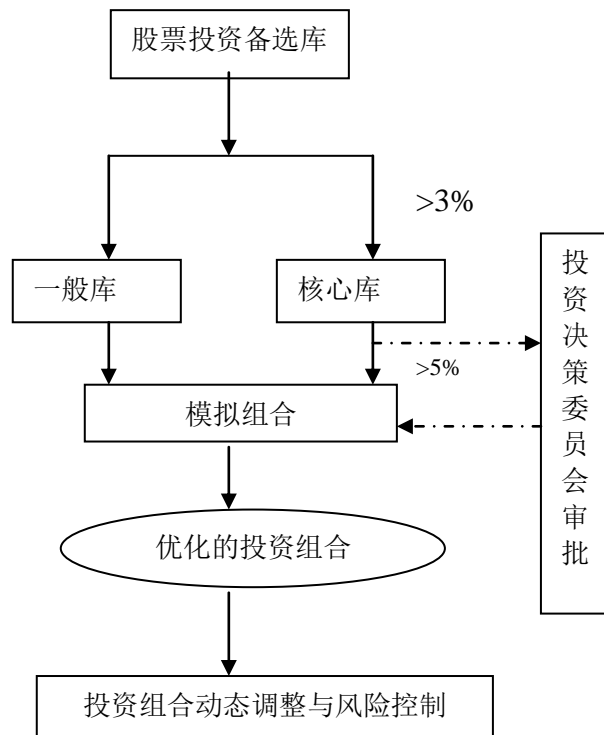 股票投资备选库
>3%
一般库
核心库
投资决策委员会审批
>5%
模拟组合
优化的投资组合
投资组合动态调整与风险控制